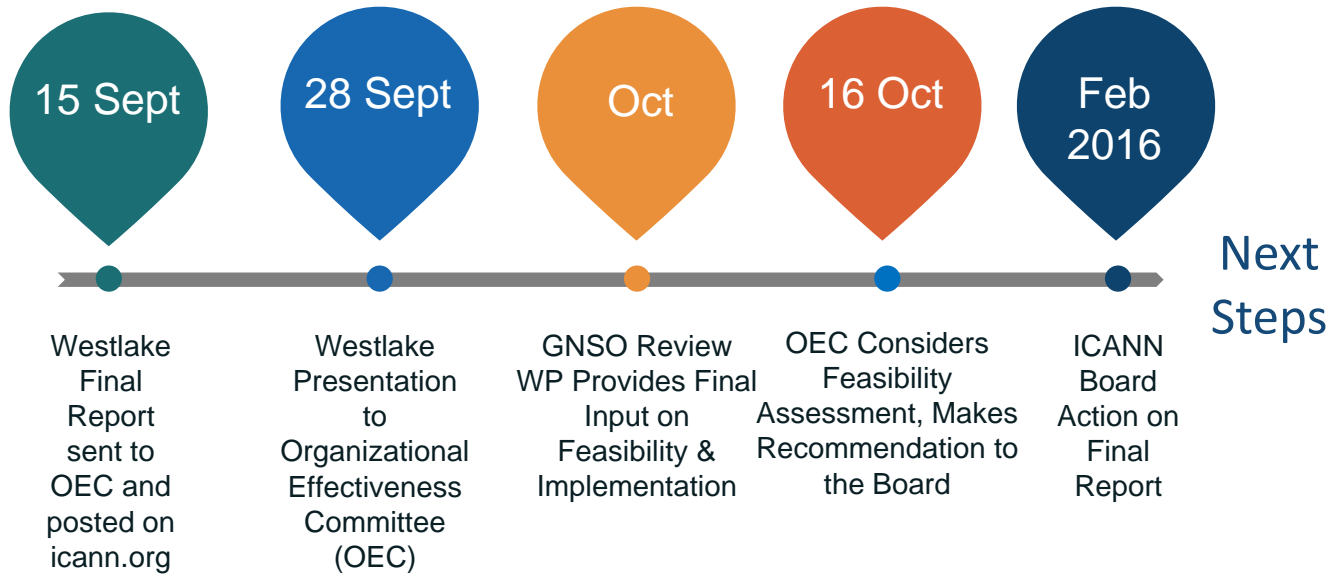 15 Sept
28 Sept
Oct
16 Oct
Feb
2016
Next
Steps
Westlake
Final
Report
sent to
OEC and
posted on
icann.org
Westlake
Presentation
to
Organizational
Effectiveness
Committee
(OEC)
GNSO Review
WP Provides Final
Input on
Feasibility &
Implementation
OEC Considers
Feasibility
Assessment, Makes
Recommendation to
the Board
ICANN
Board
Action on
Final
Report